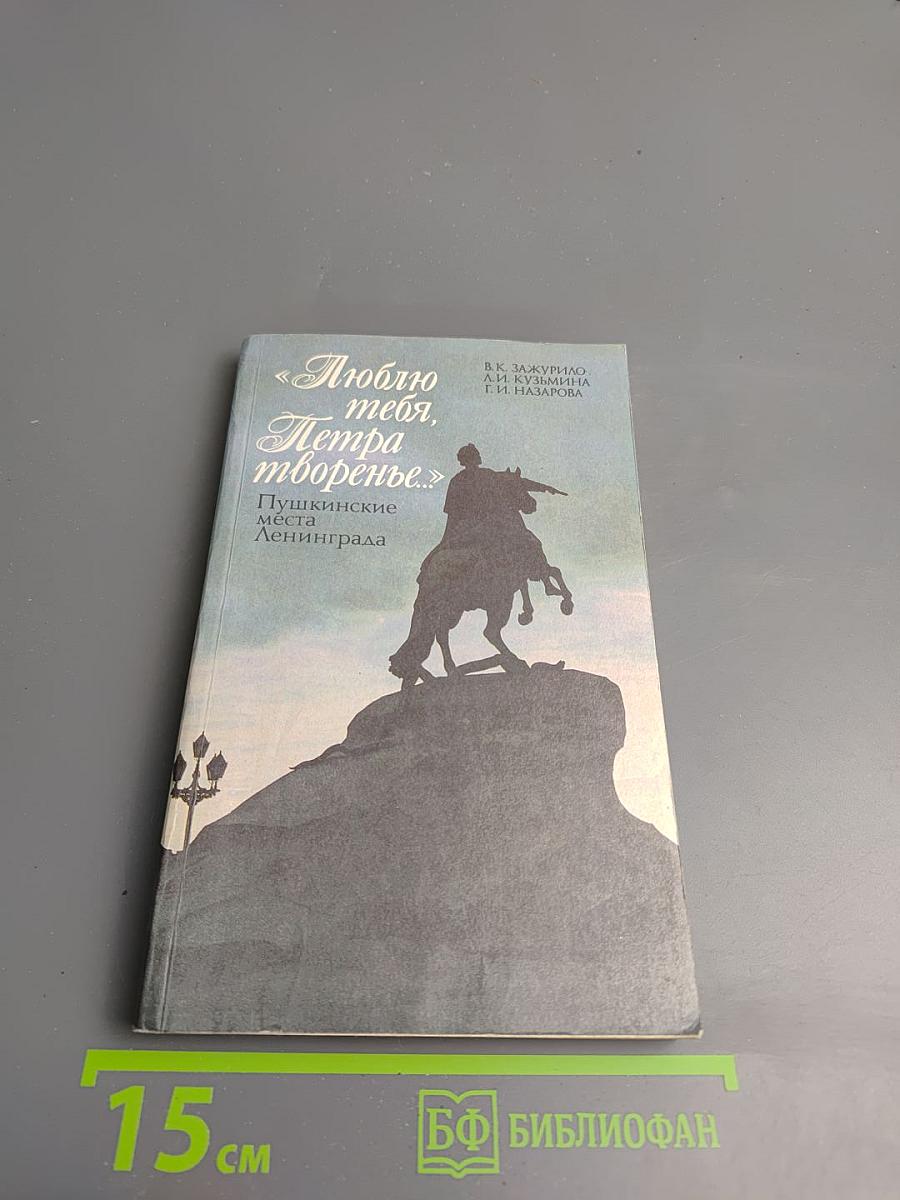 «Люблю
тебя,
Петра
творенье...»
Пушкинские
места
Ленинграда
В. К. ЗАЖУРИЛО
Л. И. КУЗЬМИНА
Г. И. НАЗАРОВА
15 см
БФ БИБЛИОФАН